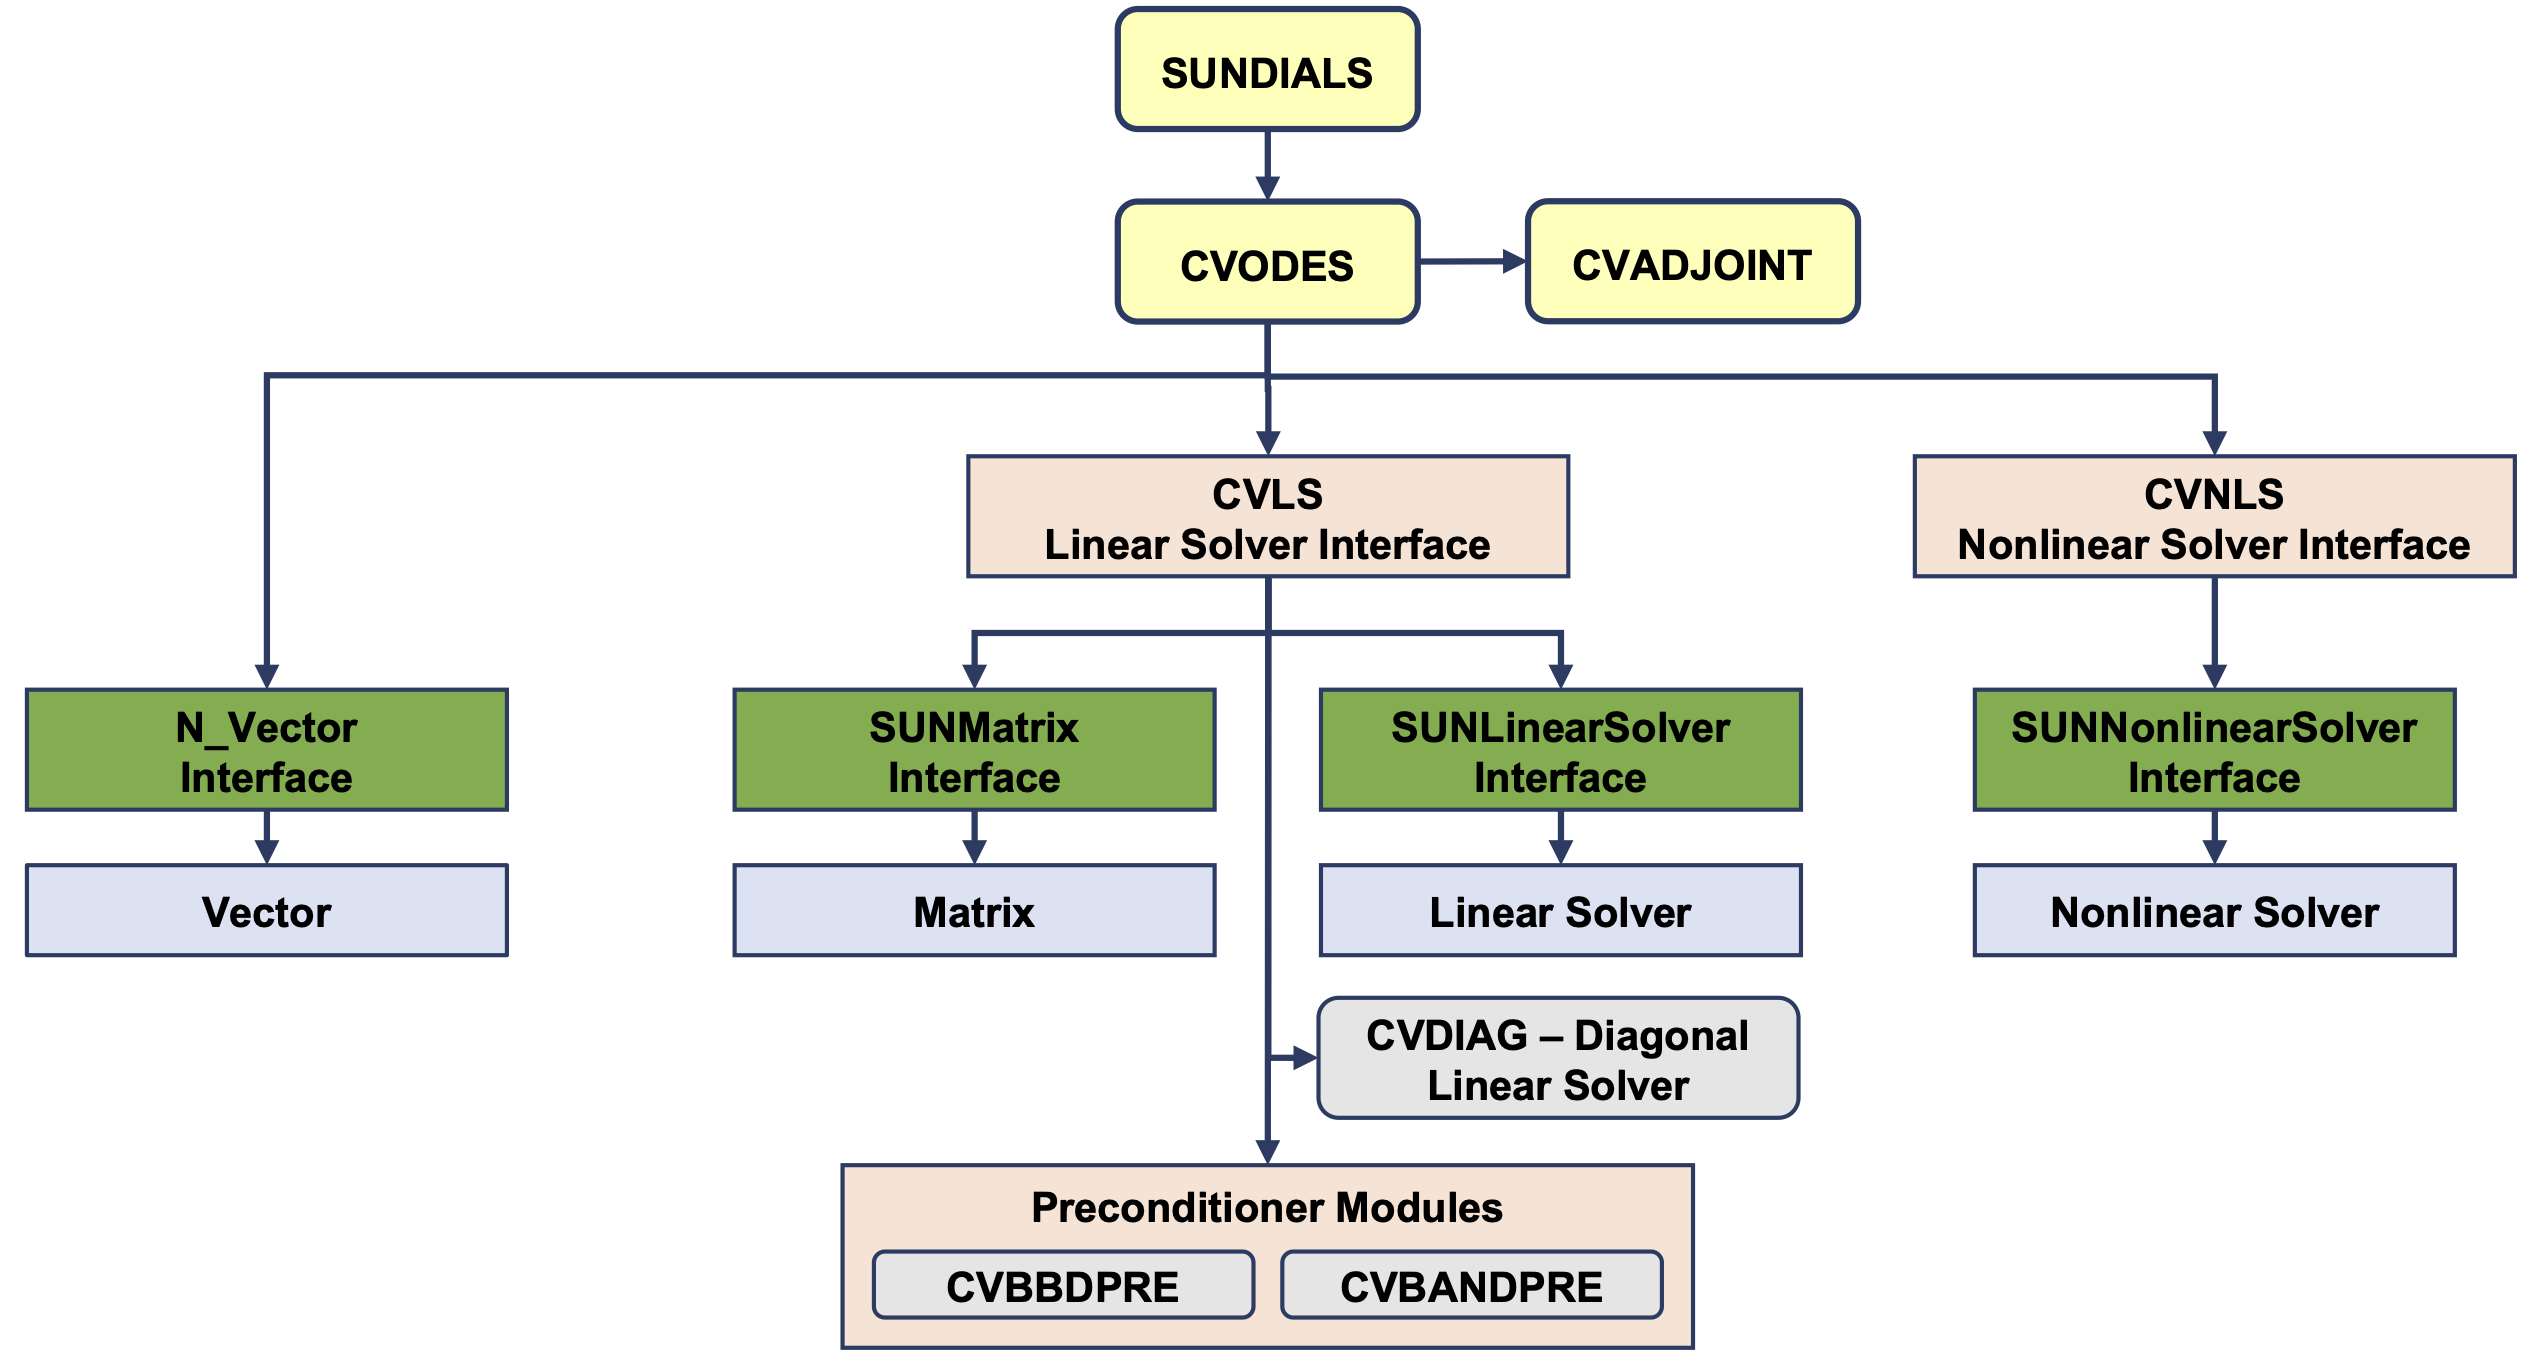 SUNDIALS
CVODES
CVADJOINT
CVLS
Linear Solver Interface
CVNLS
Nonlinear Solver Interface
N_Vector
Interface
SUNMatrix
Interface
SUNLinearSolver
Interface
SUNNonlinearSolver
Interface
Vector
Matrix
Linear Solver
Nonlinear Solver
CVDIAG – Diagonal
Linear Solver
Preconditioner Modules
CVBBDPRE
CVBANDPRE